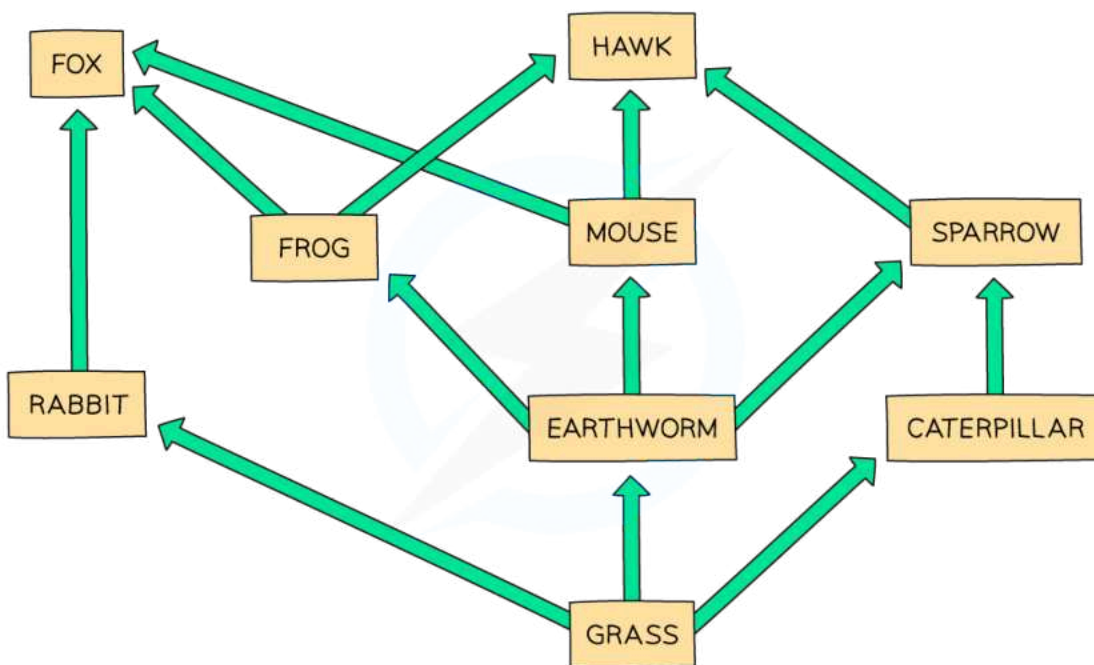 FOX
HAWK
FROG
MOUSE
SPARROW
RABBIT
EARTHWORM
CATERPILLAR
GRASS